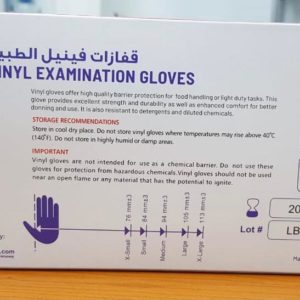 قفازات فينيل الطبي
INYL EXAMINATION GLOVES
Vinyl gloves offer high quality barrier protection for food handling or light duty tasks. This
glove provides excellent strength and durability as well as enhanced comfort for better
donning and use. It is also resistant to detergents and diluted chemicals.
STORAGE RECOMMENDATIONS
Store in cool dry place. Do not store vinyl gloves where temperatures may rise above 40°C
(140°F). Do not store in highly humid or damp areas.
IMPORTANT
Vinyl gloves are not intended for use as a chemical barrier. Do not use these
gloves for protection from hazardous chemicals. Vinyl gloves should not be used
near an open flame or any material that has the potential to ignite.
X-Small 76 mm±3
Small 84 mm±3
Medium 94 mm±3
Large 105 mm±3
X-Large 113 mm±3
20
Lot # LB
by:
.com
Ma